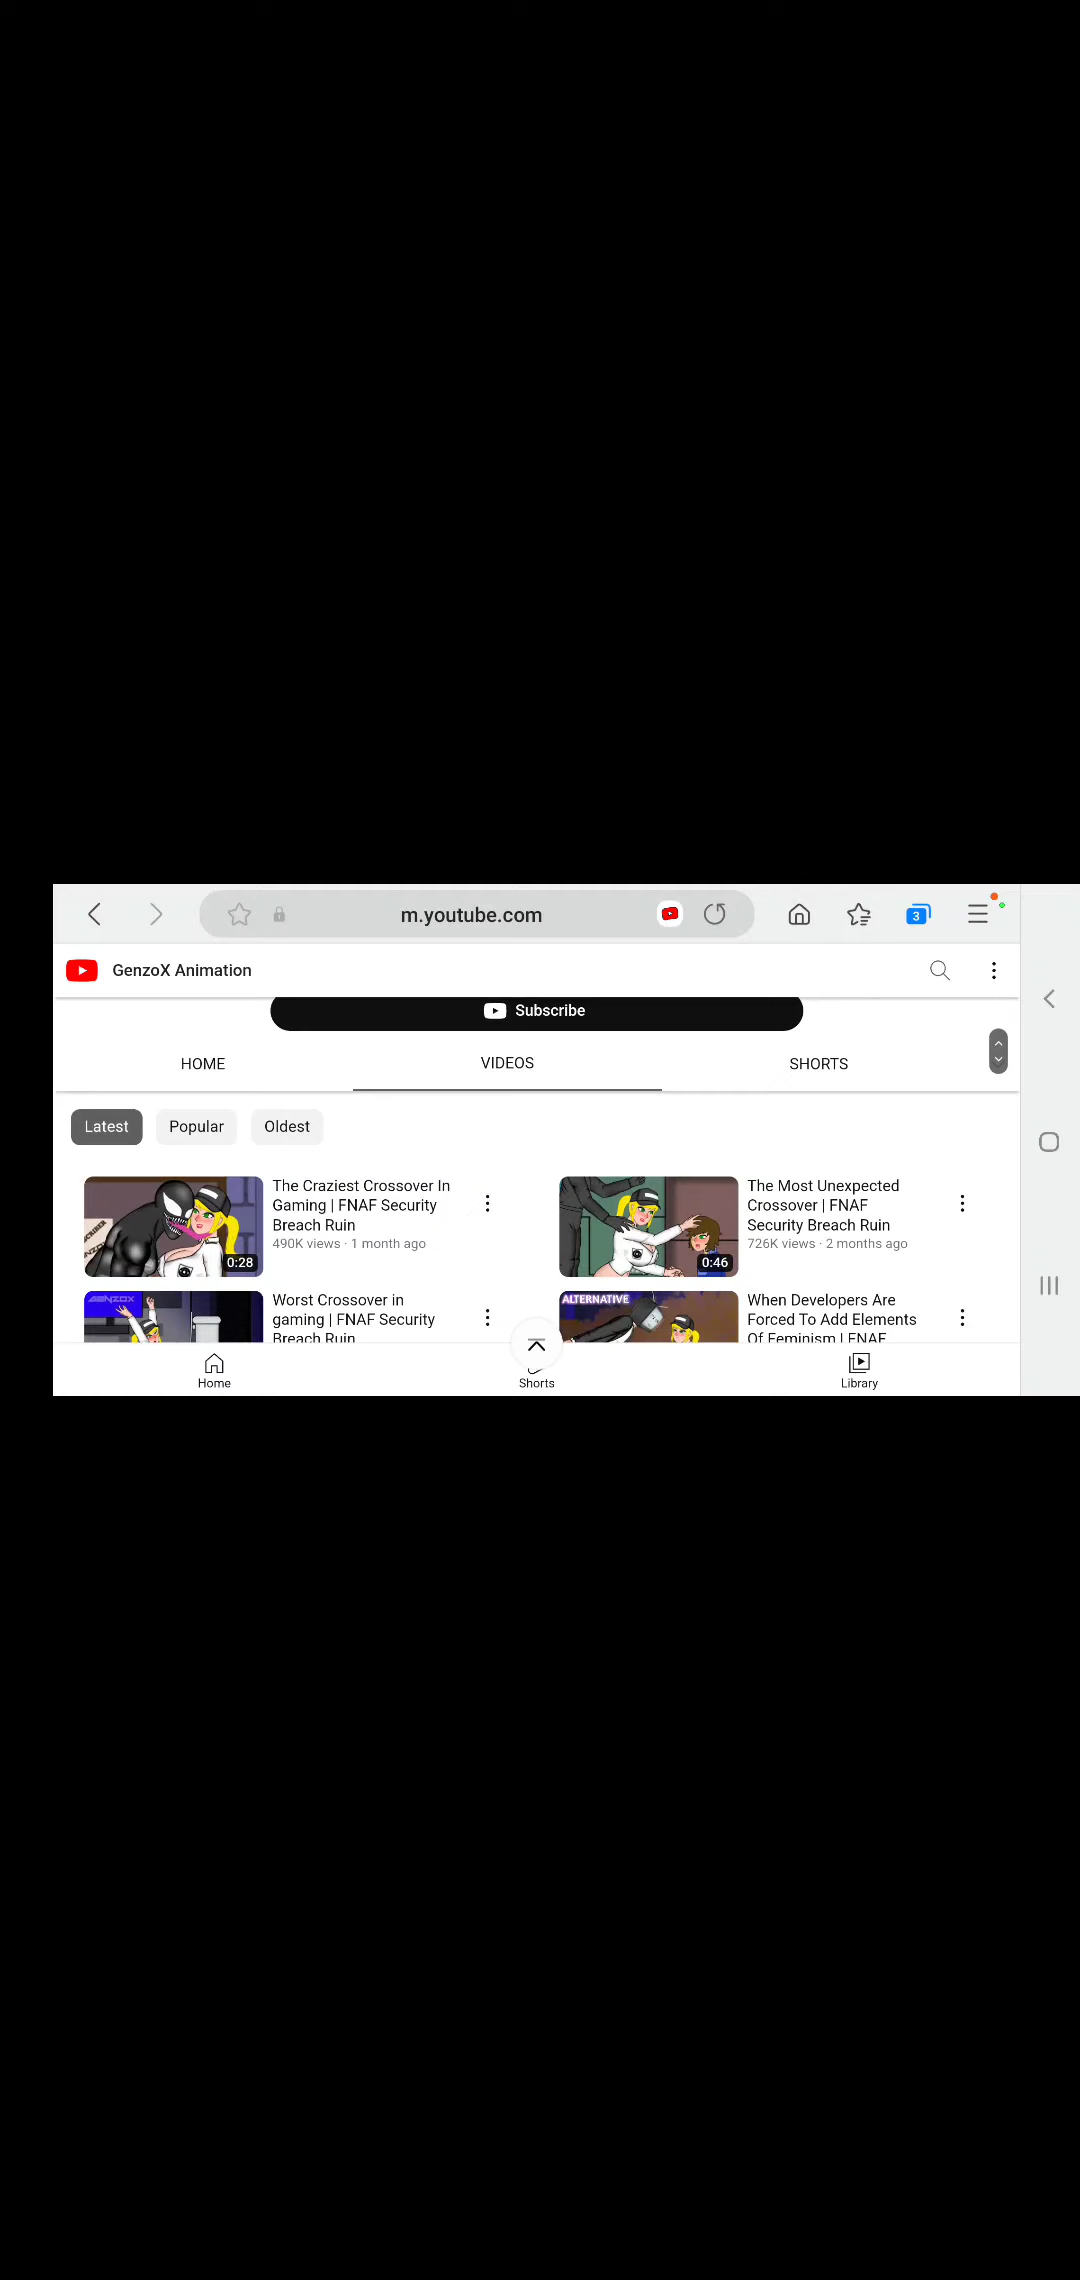 m.youtube.com
3
GenzoX Animation
Subscribe
HOME
VIDEOS
SHORTS
Latest
Popular
Oldest
The Craziest Crossover In
Gaming | FNAF Security
Breach Ruin
490K views · 1 month ago
0:28
The Most Unexpected
Crossover | FNAF
Security Breach Ruin
726K views · 2 months ago
0:46
GENZOX
Worst Crossover in
gaming | FNAF Security
Breach Ruin
ALTERNATIVE
When Developers Are
Forced To Add Elements
Of Feminism | FNAF
Home
Shorts
Library